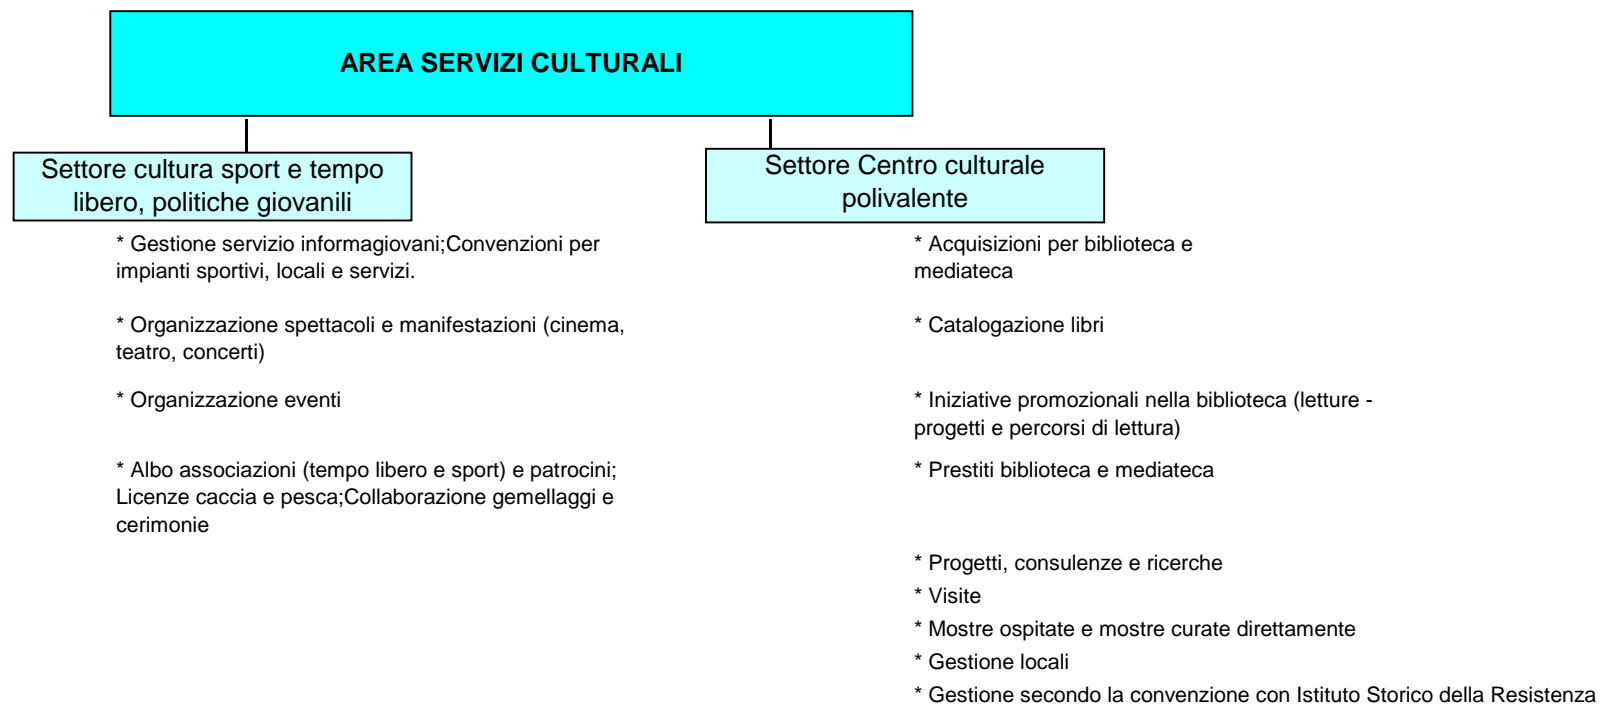 AREA SERVIZI CULTURALI
Settore cultura sport e tempo
libero, politiche giovanili
* Gestione servizio informagiovani;Convenzioni per
impianti sportivi, locali e servizi.
* Organizzazione spettacoli e manifestazioni (cinema,
teatro, concerti)
* Organizzazione eventi
* Albo associazioni (tempo libero e sport) e patrocini;
Licenze caccia e pesca;Collaborazione gemellaggi e
cerimonie
Settore Centro culturale
polivalente
* Acquisizioni per biblioteca e
mediateca
* Catalogazione libri
* Iniziative promozionali nella biblioteca (letture -
progetti e percorsi di lettura)
* Prestiti biblioteca e mediateca
* Progetti, consulenze e ricerche
* Visite
* Mostre ospitate e mostre curate direttamente
* Gestione locali
* Gestione secondo la convenzione con Istituto Storico della Resistenza